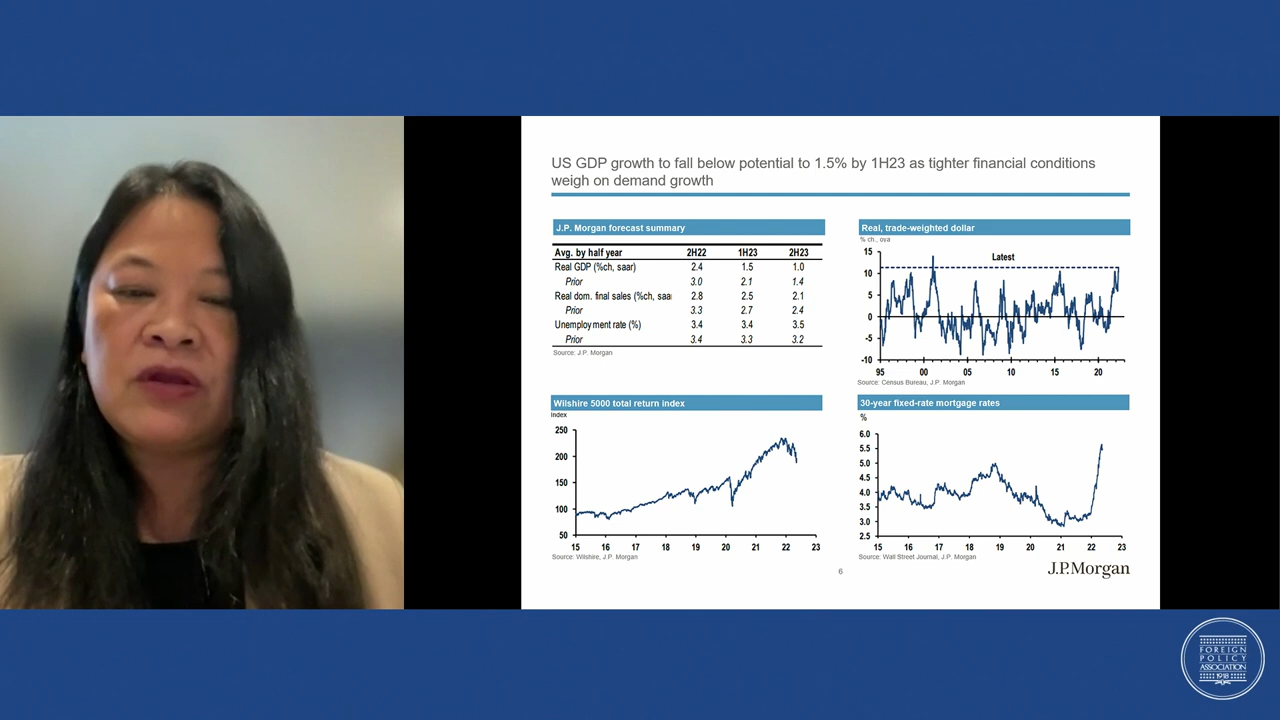 US GDP growth to fall below potential to 1.5% by 1H23 as tighter financial conditions
weigh on demand growth
J.P. Morgan forecast summary
Avg. by half year 2H22 1H23 2H23
Real GDP (%ch, saar) 2.4 1.5 1.0
Prior 3.0 2.1 1.4
Real dom. final sales (%ch, saa 2.8 2.5 2.1
Prior 3.3 2.7 2.4
Unemployment rate (%) 3.4 3.4 3.5
Prior 3.4 3.3 3.2
Source: J.P. Morgan
Real, trade-weighted dollar
% ch., oya
15
Latest
10
5
0
-5
-10
95 00 05 10 15 20
Source: Census Bureau, J.P. Morgan
Wilshire 5000 total return index
Index
250
200
150
100
50
15 16 17 18 19 20 21 22 23
Source: Wilshire, J.P. Morgan
30-year fixed-rate mortgage rates
%
6.0
5.5
5.0
4.5
4.0
3.5
3.0
2.5
15 16 17 18 19 20 21 22 23
Source: Wall Street Journal, J.P. Morgan
6
J.P.Morgan
FOREIGN
POLICY
ASSOCIATION
1918